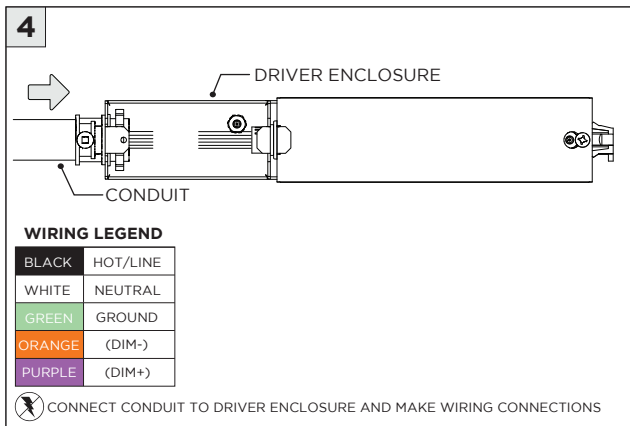 4
DRIVER ENCLOSURE
CONDUIT
WIRING LEGEND
BLACK HOT/LINE
WHITE NEUTRAL
GREEN GROUND
ORANGE (DIM-)
PURPLE (DIM+)
CONNECT CONDUIT TO DRIVER ENCLOSURE AND MAKE WIRING CONNECTIONS